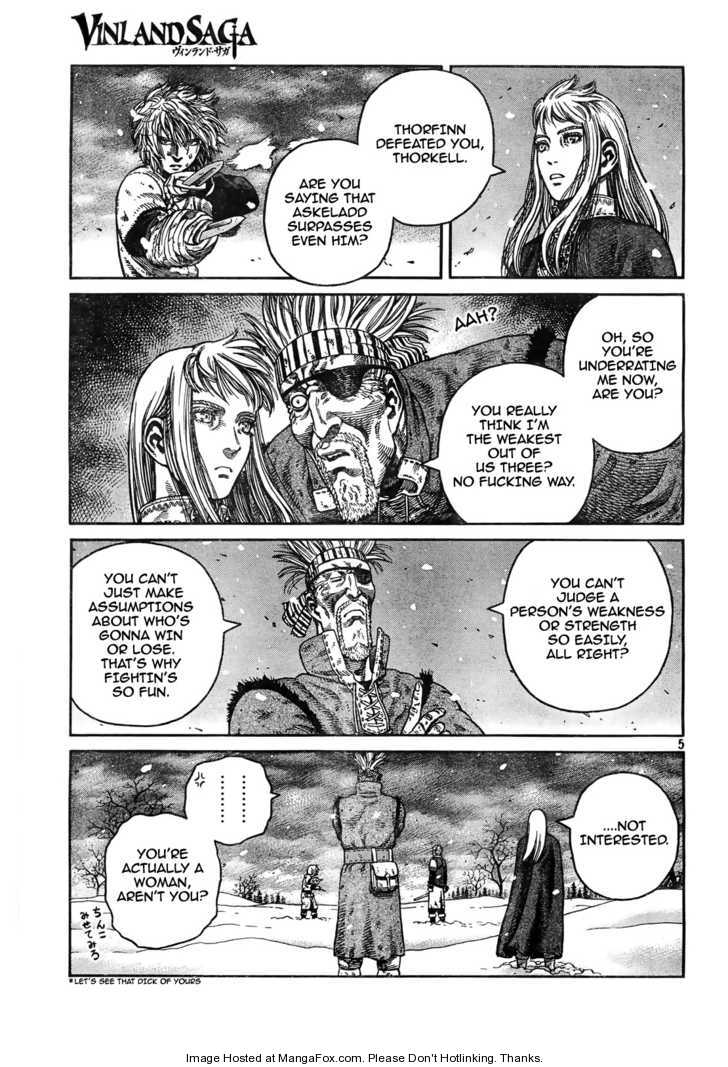 VINLAND SAGA
ヴィンランド・サガ
THORFINN
DEFEATED YOU,
THORKELL.
ARE YOU
SAYING THAT
ASKELADD
SURPASSES
EVEN HIM?
OH, SO
YOU'RE
UNDERRATING
ME NOW,
ARE YOU?
AAH?
YOU REALLY
THINK I'M
THE WEAKEST
OUT OF
US THREE?
NO FUCKING WAY.
YOU CAN'T
JUDGE A
PERSON'S WEAKNESS
OR STRENGTH
SO EASILY,
ALL RIGHT?
YOU CAN'T
JUST MAKE
ASSUMPTIONS
ABOUT WHO'S
GONNA WIN
OR LOSE.
THAT'S WHY
FIGHTIN'S
SO FUN.
5
....NOT
INTERESTED.
..........
YOU'RE
ACTUALLY A
WOMAN,
AREN'T YOU?
ちんこ
みせてみろ
*LET'S SEE THAT DICK OF YOURS
Image Hosted at MangaFox.com. Please Don't Hotlinking. Thanks.